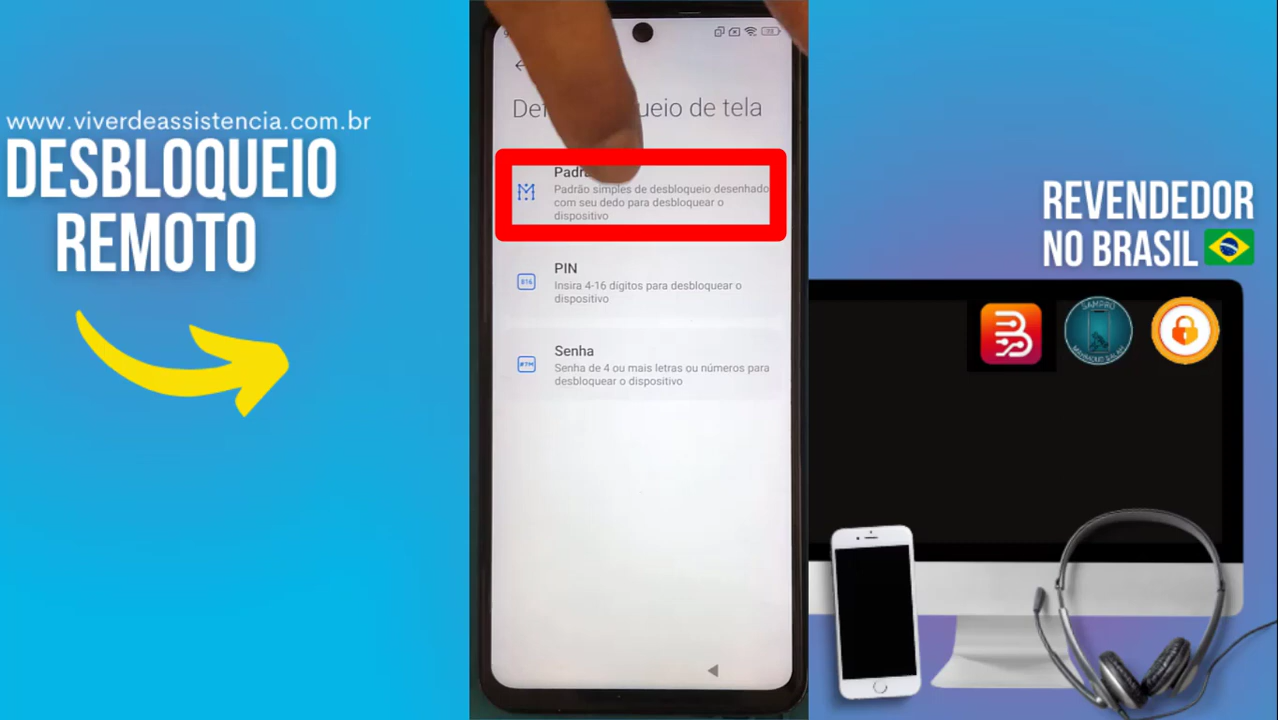 www.viverdeassistencia.com.br
DESBLOQUEIO
REMOTO
de tela
Padrão simples de desbloqueio desenhado
com seu dedo para desbloquear o
dispositivo
PIN
Insira 4-16 dígitos para desbloquear o
dispositivo
Senha
Senha de 4 ou mais letras ou números para
desbloquear o dispositivo
REVENDEDOR
NO BRASIL